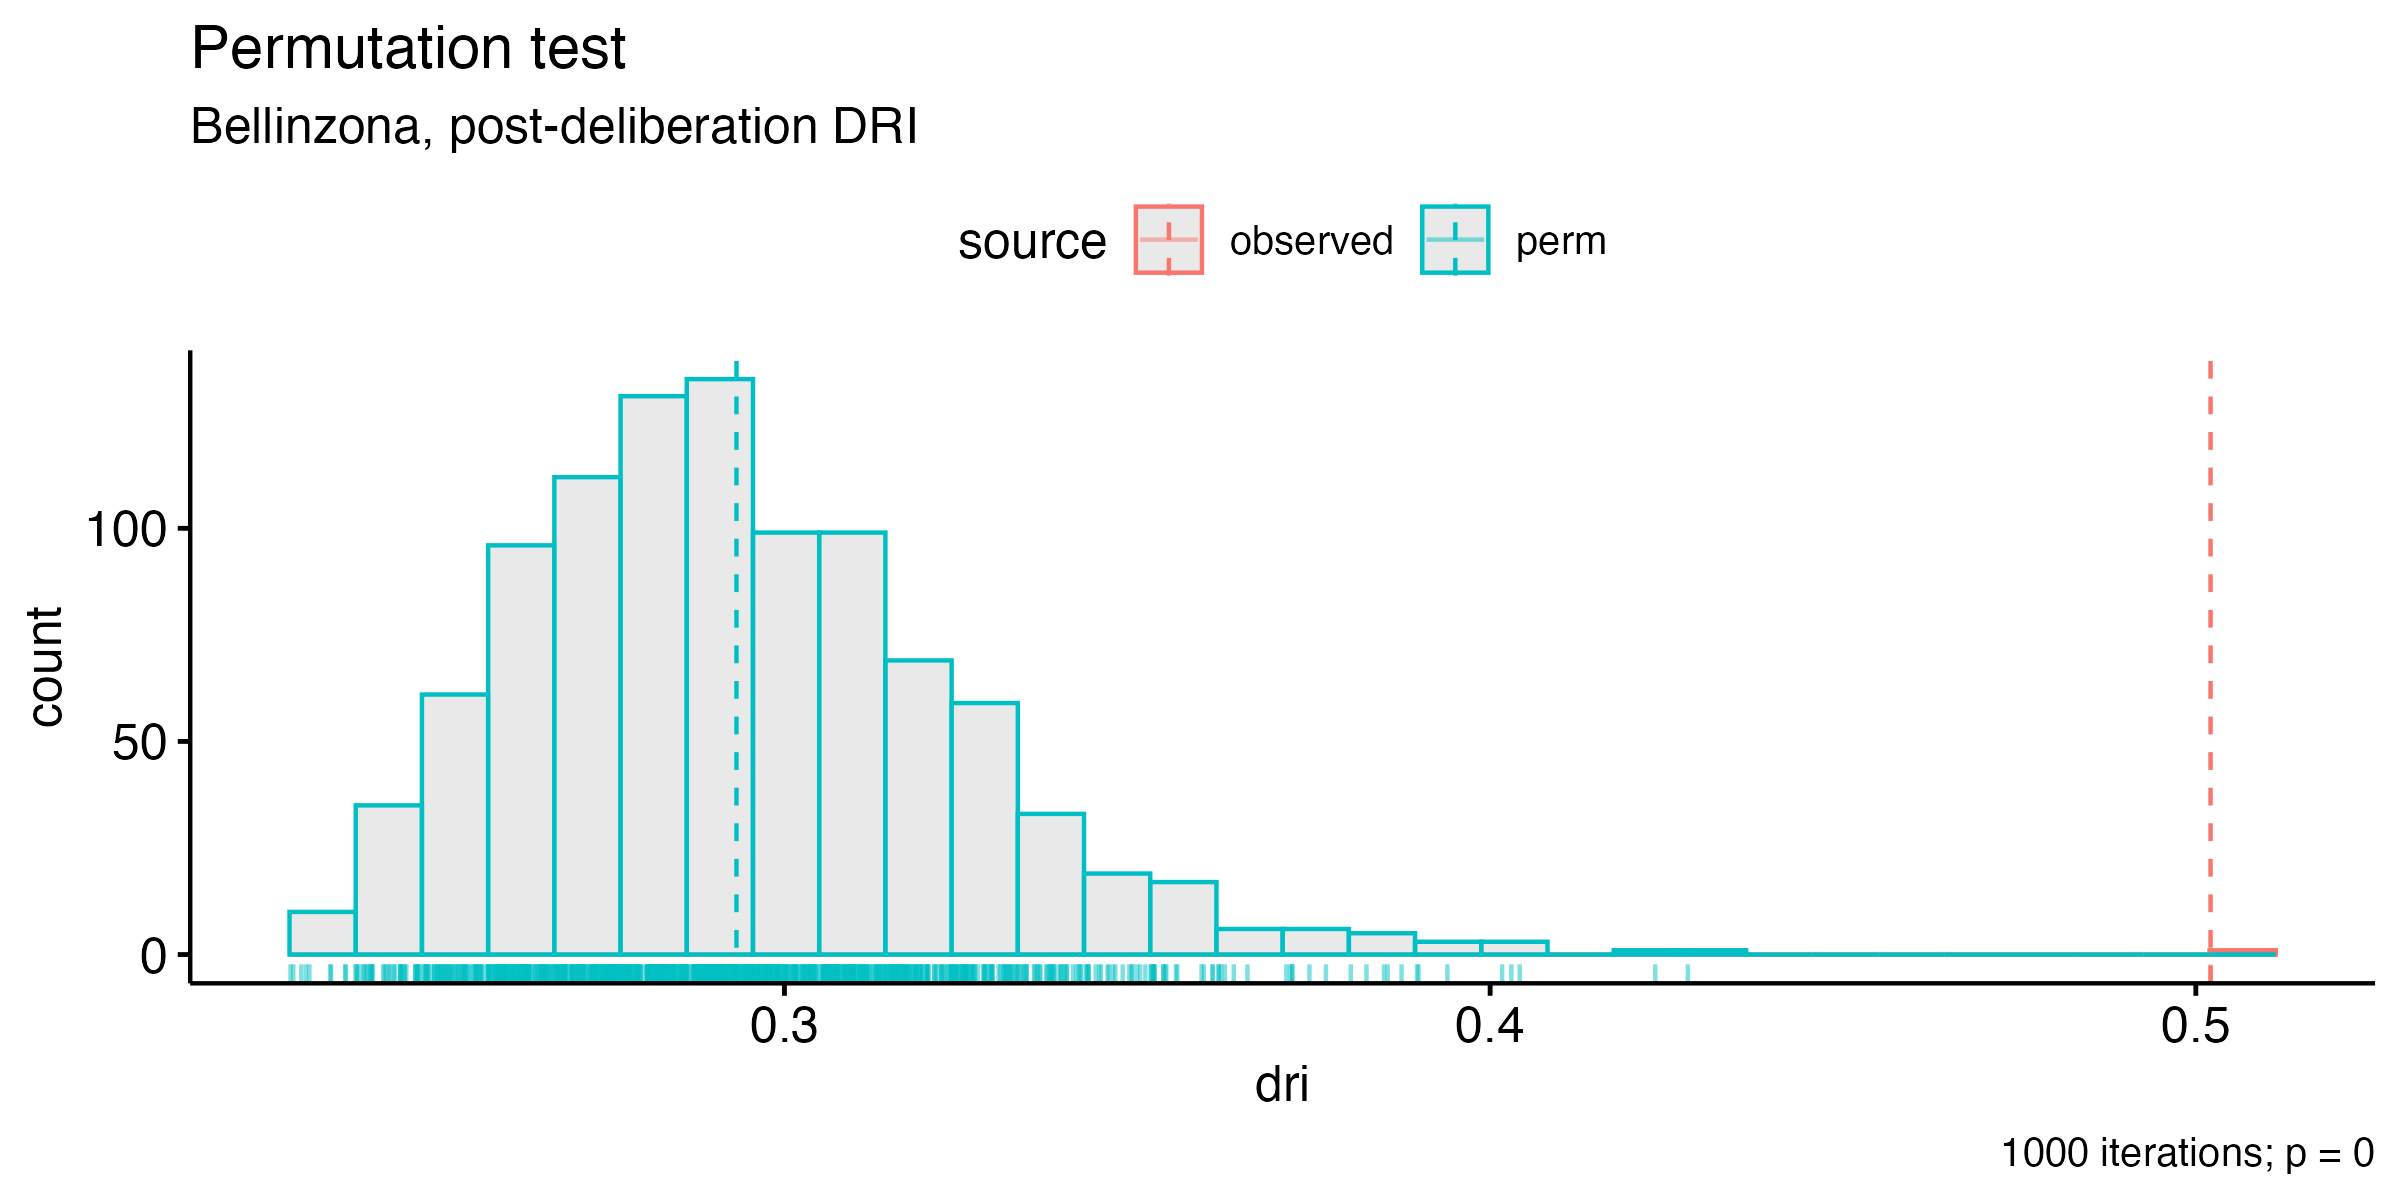 Permutation test
Bellinzona, post-deliberation DRI
source observed perm
count
100
50
0
0.3 0.4 0.5
dri
1000 iterations; p = 0